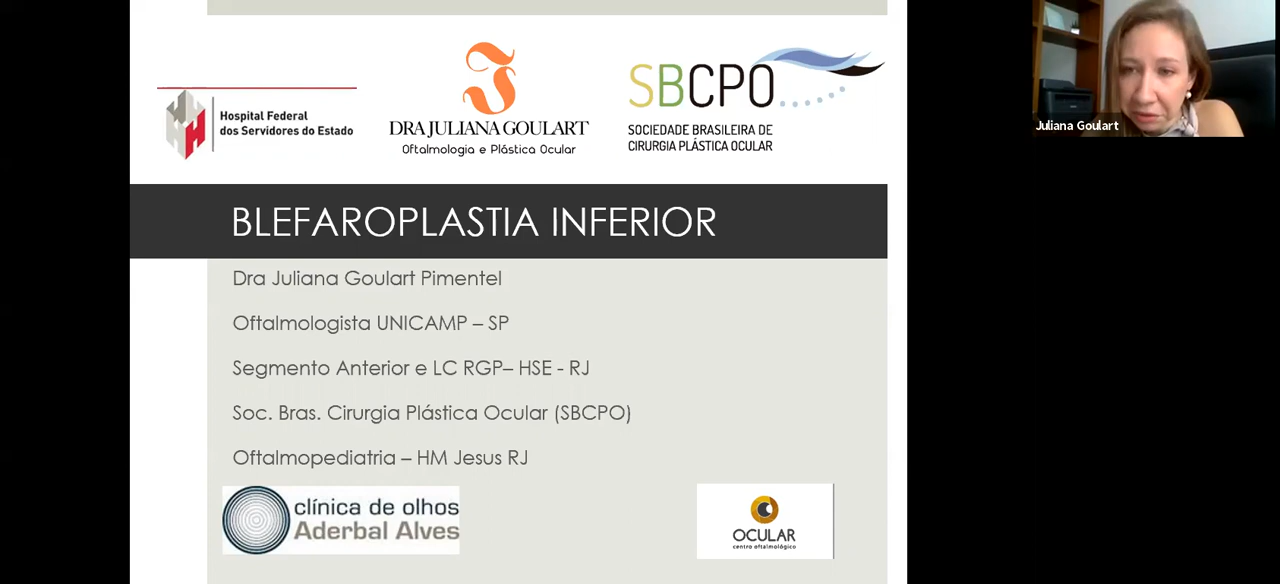 Hospital Federal
dos Servidores do Estado
DRA JULIANA GOULART
Oftalmologia e Plástica Ocular
SBCPO
SOCIEDADE BRASILEIRA DE
CIRURGIA PLÁSTICA OCULAR
Juliana Goulart
BLEFAROPLASTIA INFERIOR
Dra Juliana Goulart Pimentel
Oftalmologista UNICAMP – SP
Segmento Anterior e LC RGP– HSE - RJ
Soc. Bras. Cirurgia Plástica Ocular (SBCPO)
Oftalmopediatria – HM Jesus RJ
clínica de olhos
Aderbal Alves
OCULAR
centro oftalmológico